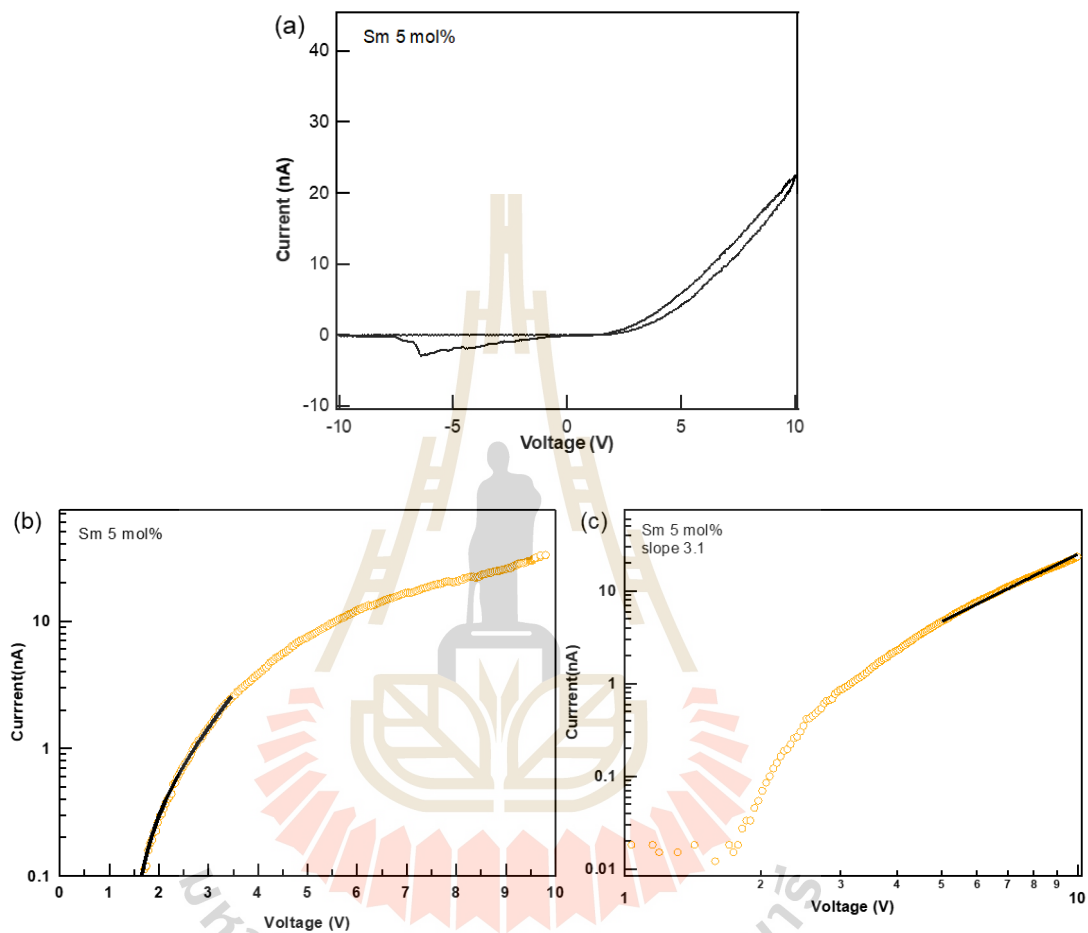 (a)
Sm 5 mol%
40
30
20
10
0
-10
Current (nA)
-10 -5 0 5 10
Voltage (V)
(b)
Sm 5 mol%
10
1
0.1
Currrent(nA)
0 1 2 3 4 5 6 7 8 9 10
Voltage (V)
(c)
Sm 5 mol%
slope 3.1
10
1
0.1
0.01
Currrent(nA)
1 2 3 4 5 6 7 8 9 10
Voltage (V)